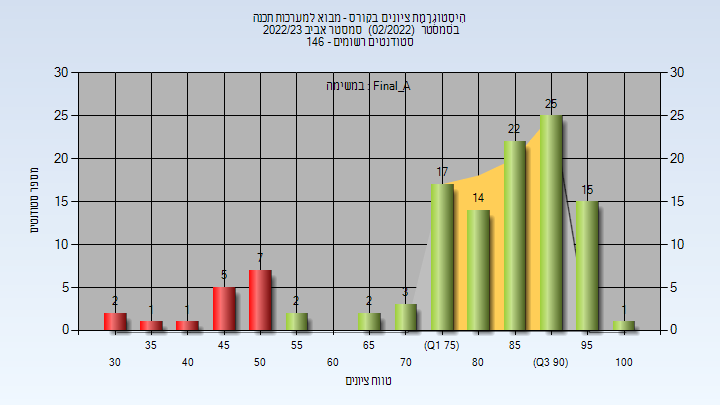 היסטוגרמת ציונים בקורס - מבוא למערכות תכנה
בסמסטר (02/2022) סמסטר אביב 2022/23
סטודנטים רשומים - 146
במשימה : Final_A
מספר סטודנטים
30 25 20 15 10 5 0
30 25 20 15 10 5 0
2 1 1 5 7 2 2 3 17 14 22 25 15 1
35 45 55 65 (Q1 75) 85 95
30 40 50 60 70 80 (Q3 90) 100
טווח ציונים